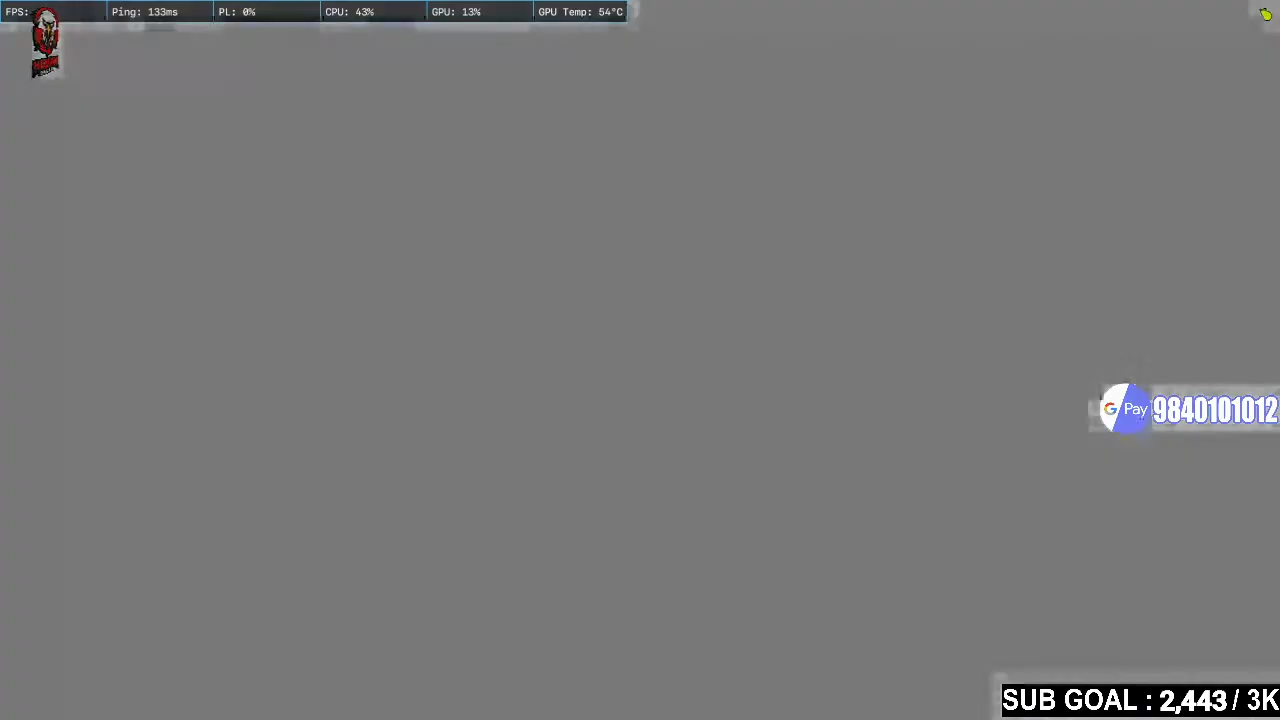 FPS: Ping: 133ms PL: 0% CPU: 43% GPU: 13% GPU Temp: 54°C
G Pay 9840101012
SUB GOAL : 2,443 / 3K